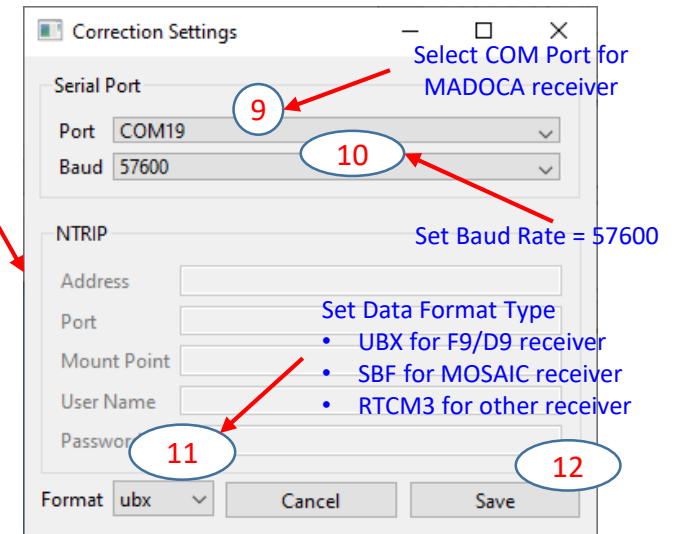 Correction Settings
Select COM Port for
MADOCA receiver
Serial Port
9
Port COM19
10
Baud 57600
Set Baud Rate = 57600
NTRIP
Address
Set Data Format Type
Port
• UBX for F9/D9 receiver
Mount Point
• SBF for MOSAIC receiver
User Name
• RTCM3 for other receiver
11
12
Format ubx Cancel Save